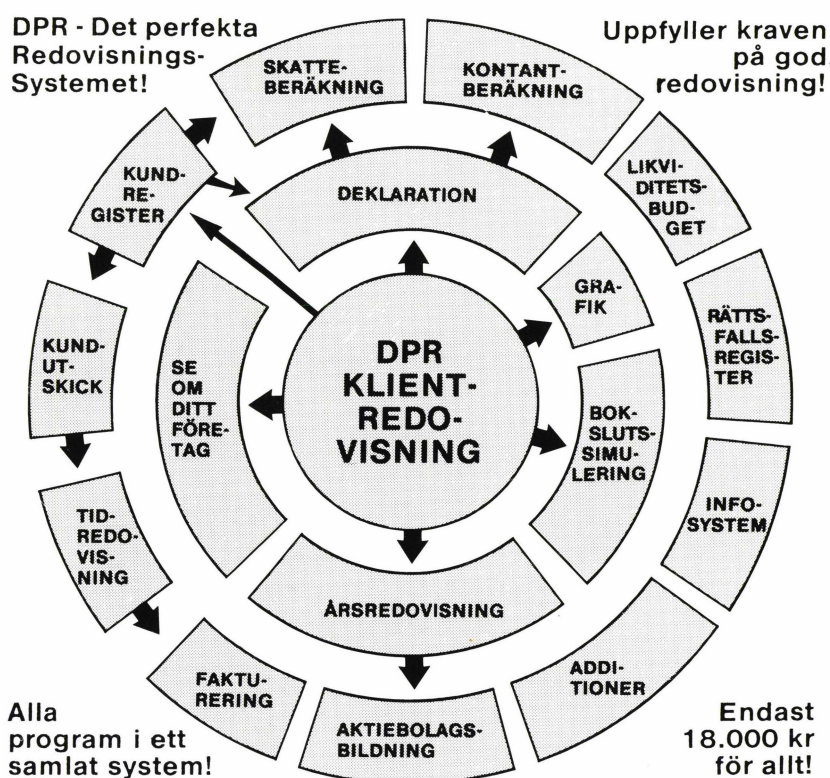 DPR - Det perfekta
Redovisnings-
Systemet!
Uppfyller kraven
på god
redovisning!
SKATTE-
BERÄKNING
KONTANT-
BERÄKNING
LIKVI-
DITETS-
BUD-
GET
RÄTTS-
FALLS-
REGIS-
TER
INFO-
SYSTEM
ADDI-
TIONER
AKTIEBOLAGS-
BILDNING
FAKTU-
RERING
TID-
REDO-
VIS-
NING
KUND-
UT-
SKICK
KUND-
RE-
GISTER
DEKLARATION
GRA-
FIK
BOK-
SLUTS-
SIMU-
LERING
ÅRSREDOVISNING
SE
OM
DITT
FÖRE-
TAG
DPR
KLIENT-
REDO-
VISNING
Alla
program i ett
samlat system!
Endast
18.000 kr
för allt!